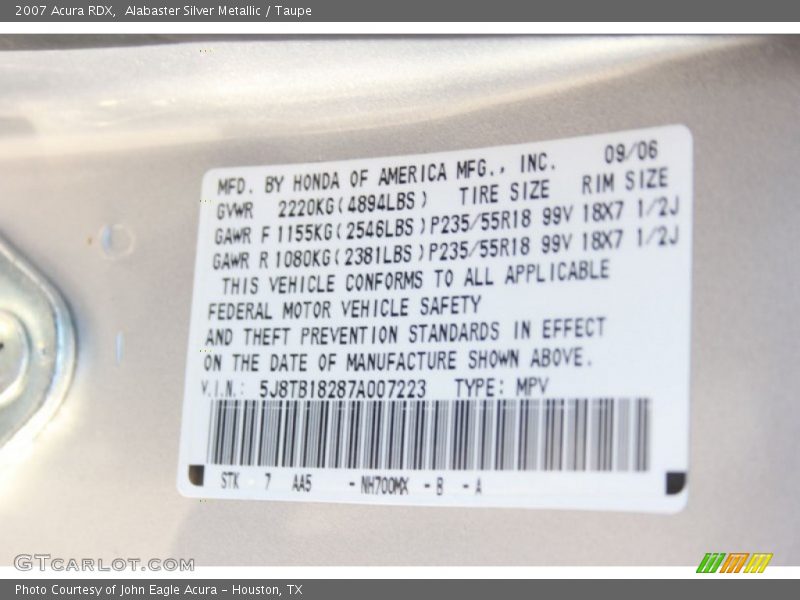 2007 Acura RDX,  Alabaster Silver Metallic / Taupe
MFD. BY HONDA OF AMERICA MFG., INC. 09/06
GVWR 2220KG(4894LBS) TIRE SIZE RIM SIZE
GAWR F 1155KG(2546LBS)P235/55R18 99V 18X7 1/2J
GAWR R 1080KG(2381LBS)P235/55R18 99V 18X7 1/2J
THIS VEHICLE CONFORMS TO ALL APPLICABLE
FEDERAL MOTOR VEHICLE SAFETY
AND THEFT PREVENTION STANDARDS IN EFFECT
ON THE DATE OF MANUFACTURE SHOWN ABOVE.
V.I.N.: 5J8TB18287A007223 TYPE: MPV
STK 7 AA5 - NH700MX - B - A
GTCARLOT.COM
Photo Courtesy of John Eagle Acura - Houston, TX